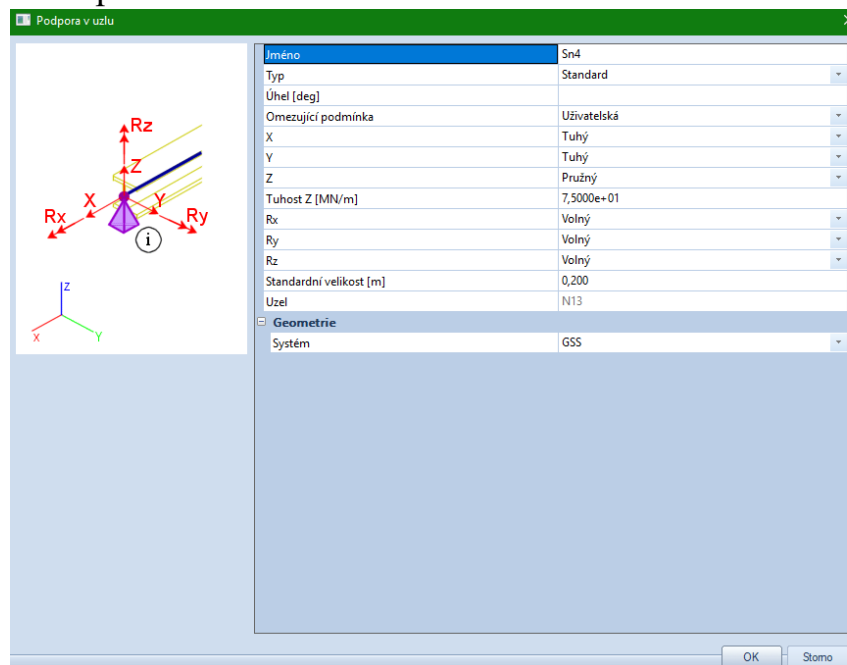 Podpora v uzlu
Rz
Z
X
Y
Rx
Ry
i
Z
X
Y
Jméno Sn4
Typ Standard
Úhel [deg]
Omezující podmínka Uživatelská
X Tuhý
Y Tuhý
Z Pružný
Tuhost Z [MN/m] 7,5000e+01
Rx Volný
Ry Volný
Rz Volný
Standardní velikost [m] 0,200
Uzel N13
Geometrie
Systém GSS
OK Storno